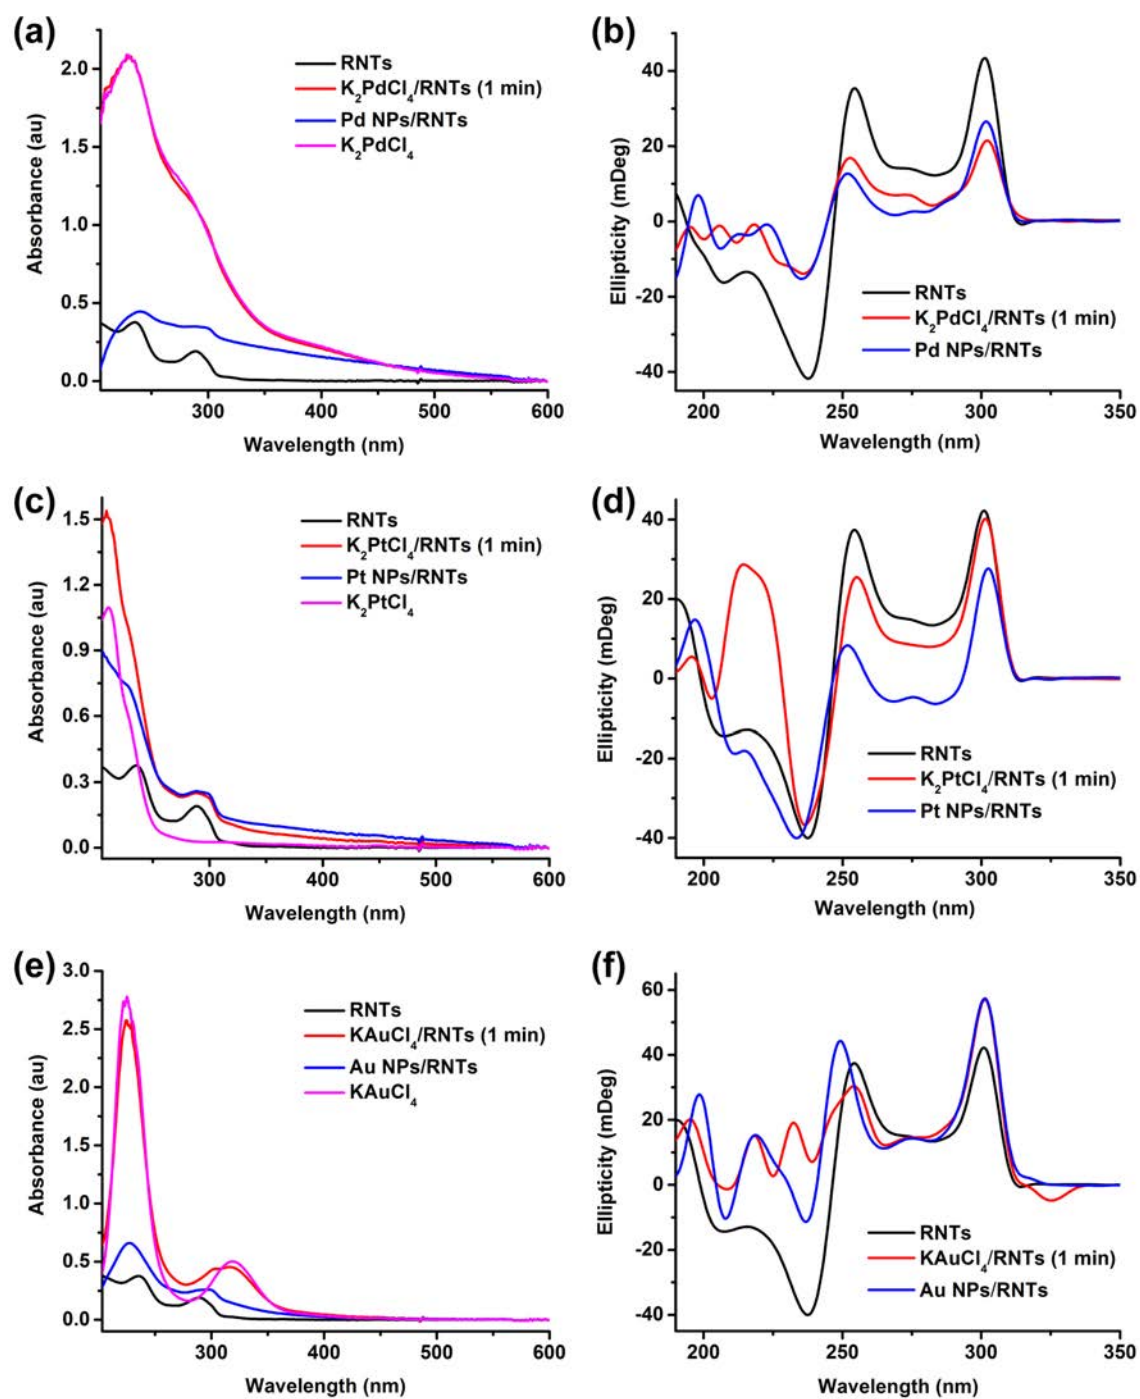 (a)
2.0
1.5
1.0
0.5
0.0
Absorbance (au)
RNTs
K₂PdCl₄/RNTs (1 min)
Pd NPs/RNTs
K₂PdCl₄
300
400
500
600
Wavelength (nm)
(b)
40
20
0
-20
-40
Ellipticity (mDeg)
RNTs
K₂PdCl₄/RNTs (1 min)
Pd NPs/RNTs
200
250
300
350
Wavelength (nm)
(c)
1.5
1.2
0.9
0.6
0.3
0.0
Absorbance (au)
RNTs
K₂PtCl₄/RNTs (1 min)
Pt NPs/RNTs
K₂PtCl₄
300
400
500
600
Wavelength (nm)
(d)
40
20
0
-20
-40
Ellipticity (mDeg)
RNTs
K₂PtCl₄/RNTs (1 min)
Pt NPs/RNTs
200
250
300
350
Wavelength (nm)
(e)
3.0
2.5
2.0
1.5
1.0
0.5
0.0
Absorbance (au)
RNTs
KAuCl₄/RNTs (1 min)
Au NPs/RNTs
KAuCl₄
300
400
500
600
Wavelength (nm)
(f)
60
40
20
0
-20
-40
Ellipticity (mDeg)
RNTs
KAuCl₄/RNTs (1 min)
Au NPs/RNTs
200
250
300
350
Wavelength (nm)